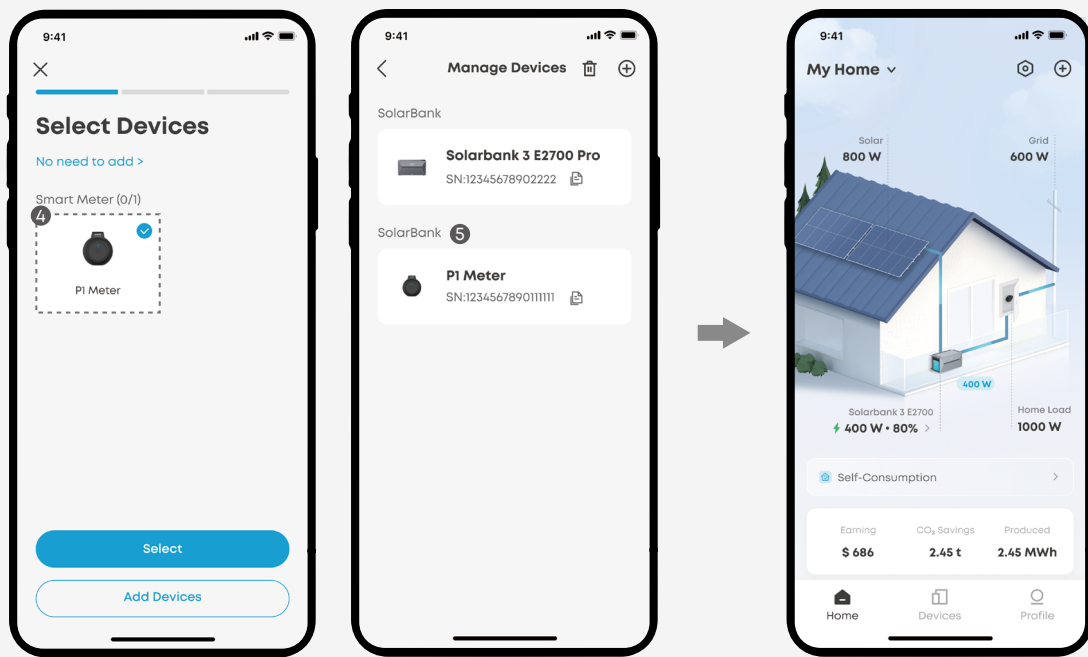 9:41
Select Devices
No need to add >
Smart Meter (0/1)
4
P1 Meter
Select
Add Devices
9:41
Manage Devices
SolarBank
Solarbank 3 E2700 Pro
SN:12345678902222
SolarBank 5
P1 Meter
SN:1234567890111111
9:41
My Home
Solar
800 W
Grid
600 W
400 W
Solarbank 3 E2700
400 W • 80% >
Home Load
1000 W
Self-Consumption
Earning
$ 686
CO₂ Savings
2.45 t
Produced
2.45 MWh
Home
Devices
Profile